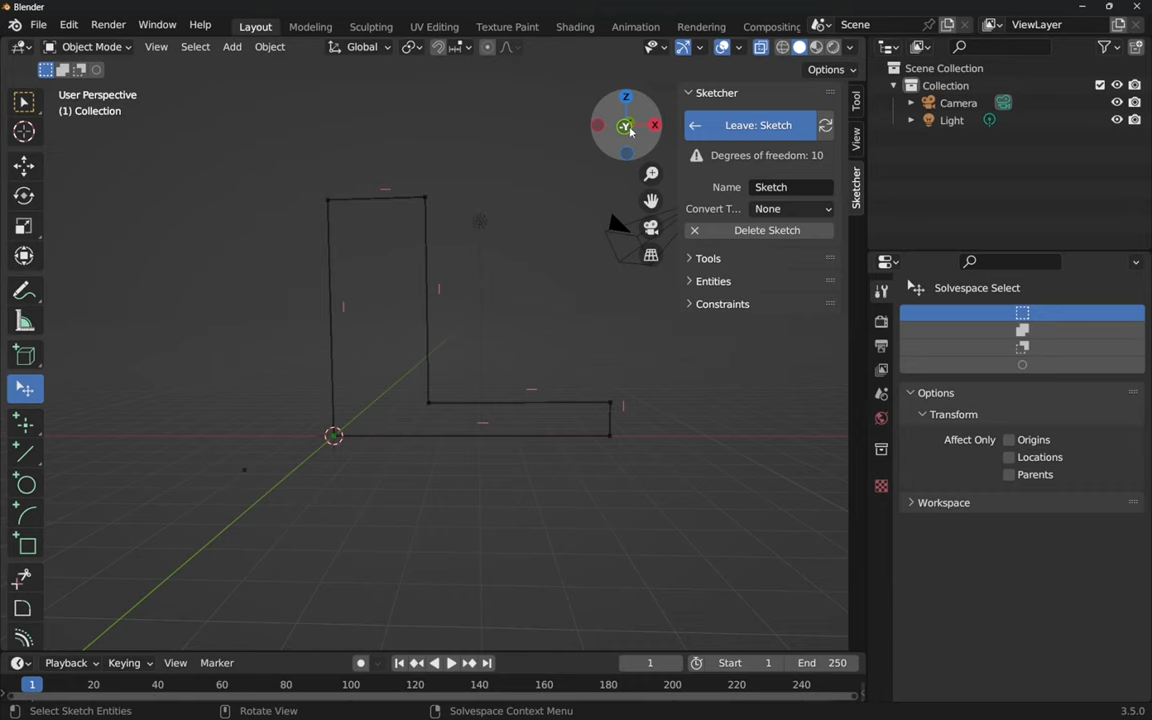 Blender
File Edit Window Render Help
Layout Modeling Sculpting UV Editing Texture Paint Shading Animation Rendering Compositing
Scene
ViewLayer
Object Mode View Select Add Object
Global
Options
User Perspective
(1) Collection
Z
X
-Y
Sketcher
Leave: Sketch
Degrees of freedom: 10
Name Sketch
Convert T... None
Delete Sketch
Tools
Entities
Constraints
Tool
View
Sketcher
Scene Collection
Collection
Camera
Light
Solvespace Select
Options
Transform
Affect Only Origins
Locations
Parents
Workspace
Playback Keying View Marker
1 Start 1 End 250
1 20 40 60 80 100 120 140 160 180 200 220 240
Select Sketch Entities Rotate View Solvespace Context Menu 3.5.0